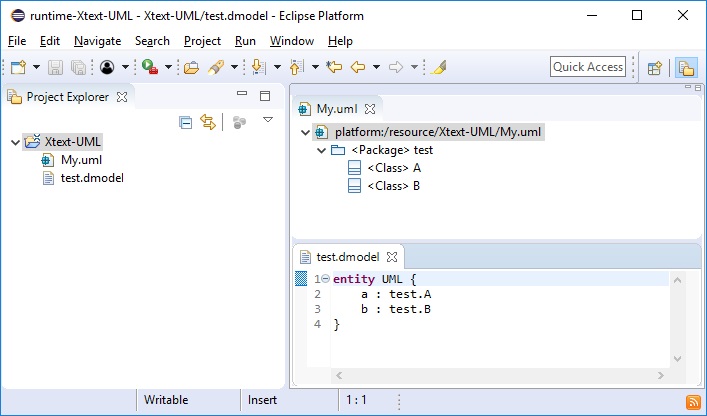 runtime-Xtext-UML - Xtext-UML/test.dmodel - Eclipse Platform
File Edit Navigate Search Project Run Window Help
Quick Access
Project Explorer
Xtext-UML
My.uml
test.dmodel
My.uml
platform:/resource/Xtext-UML/My.uml
<Package> test
<Class> A
<Class> B
test.dmodel
1 entity UML {
2 a : test.A
3 b : test.B
4 }
Writable Insert 1 : 1